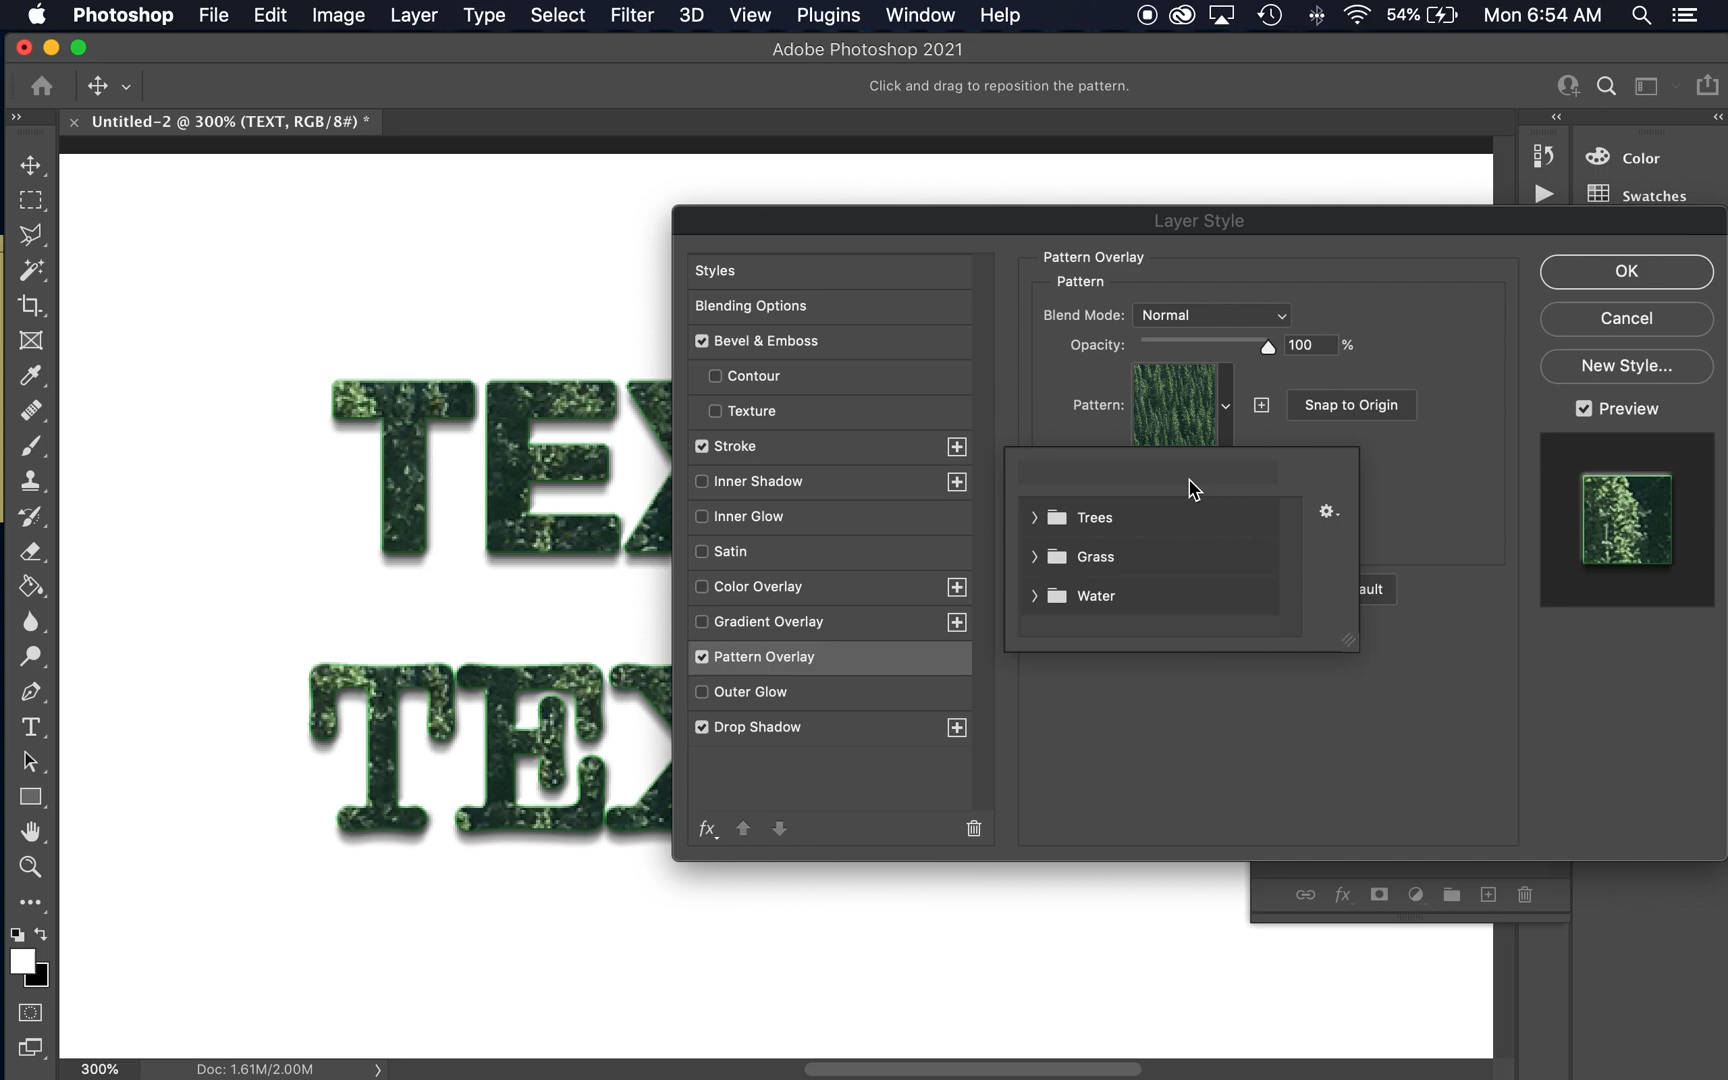 Photoshop File Edit Image Layer Type Select Filter 3D View Plugins Window Help 54% Mon 6:54 AM
Adobe Photoshop 2021
Click and drag to reposition the pattern.
Untitled-2 @ 300% (TEXT, RGB/8#) *
Color
Swatches
Layer Style
Styles
Blending Options
Bevel & Emboss
Contour
Texture
Stroke
Inner Shadow
Inner Glow
Satin
Color Overlay
Gradient Overlay
Pattern Overlay
Outer Glow
Drop Shadow
fx
Pattern Overlay
Pattern
Blend Mode: Normal
Opacity: 100 %
Pattern: Snap to Origin
Trees
Grass
Water
ault
OK
Cancel
New Style...
Preview
TEX
TEX
fx
300% Doc: 1.61M/2.00M